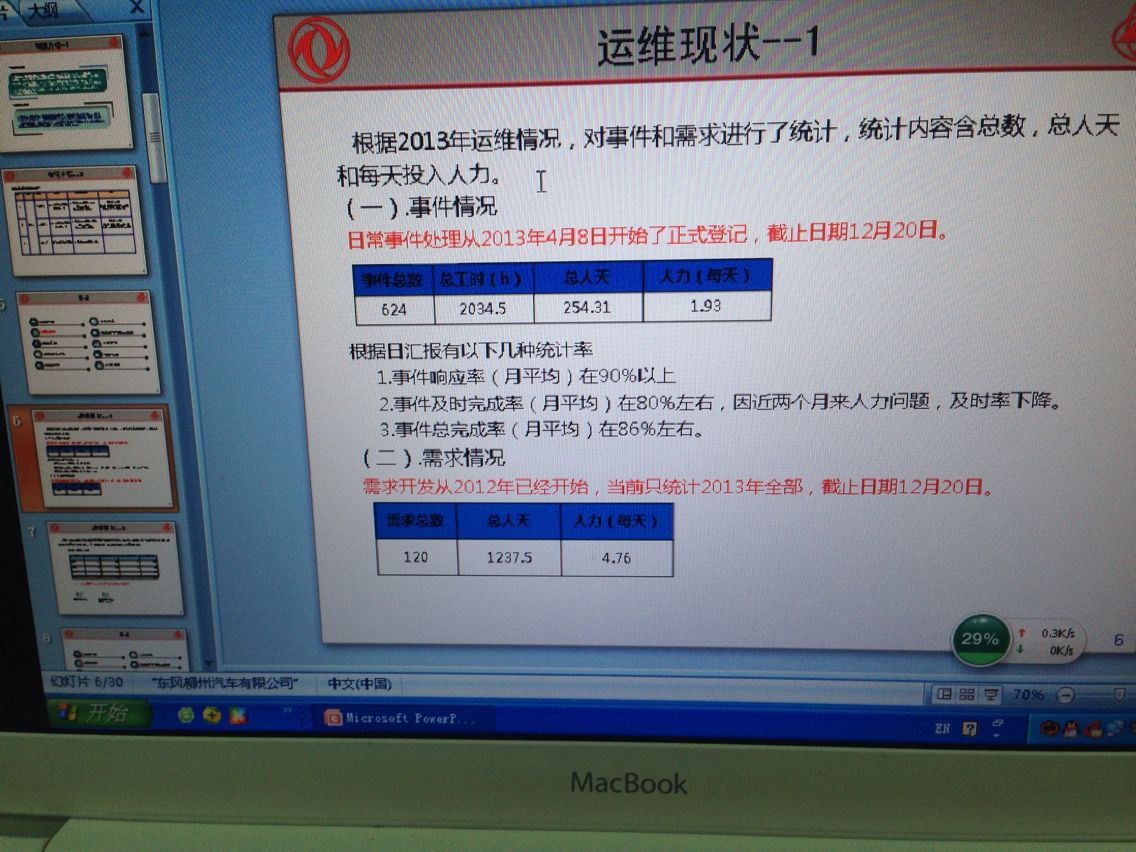 大纲
运维现状--1
根据2013年运维情况，对事件和需求进行了统计，统计内容含总数，总人天
和每天投入人力。
（一）.事件情况
日常事件处理从2013年4月8日开始了正式登记，截止日期12月20日。
事件总数 总工时（h） 总人天 人力（每天）
624 2034.5 254.31 1.93
根据日汇报有以下几种统计率
1.事件响应率（月平均）在90%以上
2.事件及时完成率（月平均）在80%左右，因近两个月来人力问题，及时率下降。
3.事件总完成率（月平均）在86%左右。
（二）.需求情况
需求开发从2012年已经开始，当前只统计2013年全部，截止日期12月20日。
需求总数 总人天 人力（每天）
120 1237.5 4.76
29% 0.3K/s
0K/s
6
5
6
7
8
幻灯片 6/30 "东风柳州汽车有限公司" 中文(中国) 70%
开始 Microsoft PowerP... EN
MacBook